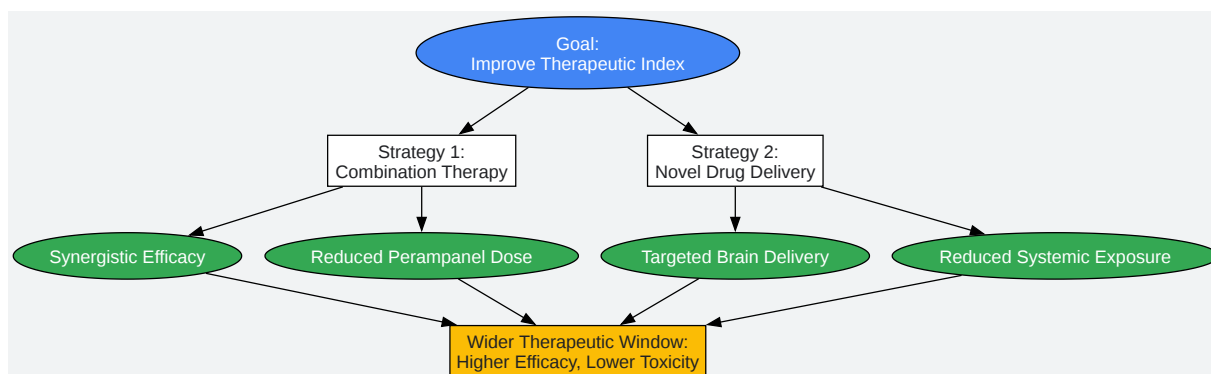 Goal:
Improve Therapeutic Index
Strategy 1:
Combination Therapy
Strategy 2:
Novel Drug Delivery
Synergistic Efficacy
Reduced Perampanel Dose
Targeted Brain Delivery
Reduced Systemic Exposure
Wider Therapeutic Window:
Higher Efficacy, Lower Toxicity